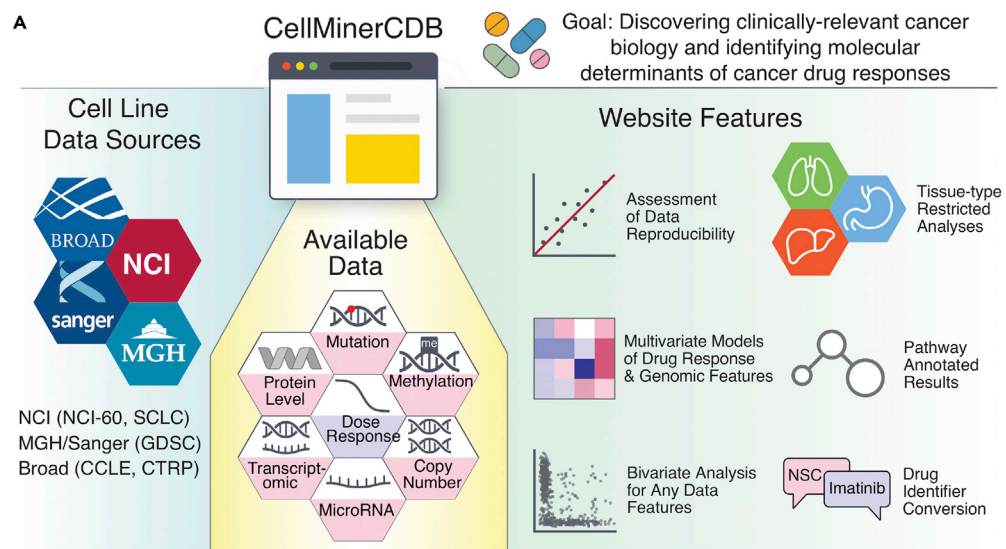 A
CellMinerCDB
Goal: Discovering clinically-relevant cancer
biology and identifying molecular
determinants of cancer drug responses
Cell Line
Data Sources
BROAD
NCI
sanger
MGH
NCI (NCI-60, SCLC)
MGH/Sanger (GDSC)
Broad (CCLE, CTRP)
Available
Data
Mutation
Protein
Level
me
Methylation
Dose
Response
Transcript-
omic
Copy
Number
MicroRNA
Website Features
Assessment
of Data
Reproducibility
Tissue-type
Restricted
Analyses
Multivariate Models
of Drug Response
& Genomic Features
Pathway
Annotated
Results
Bivariate Analysis
for Any Data
Features
NSC
Imatinib
Drug
Identifier
Conversion